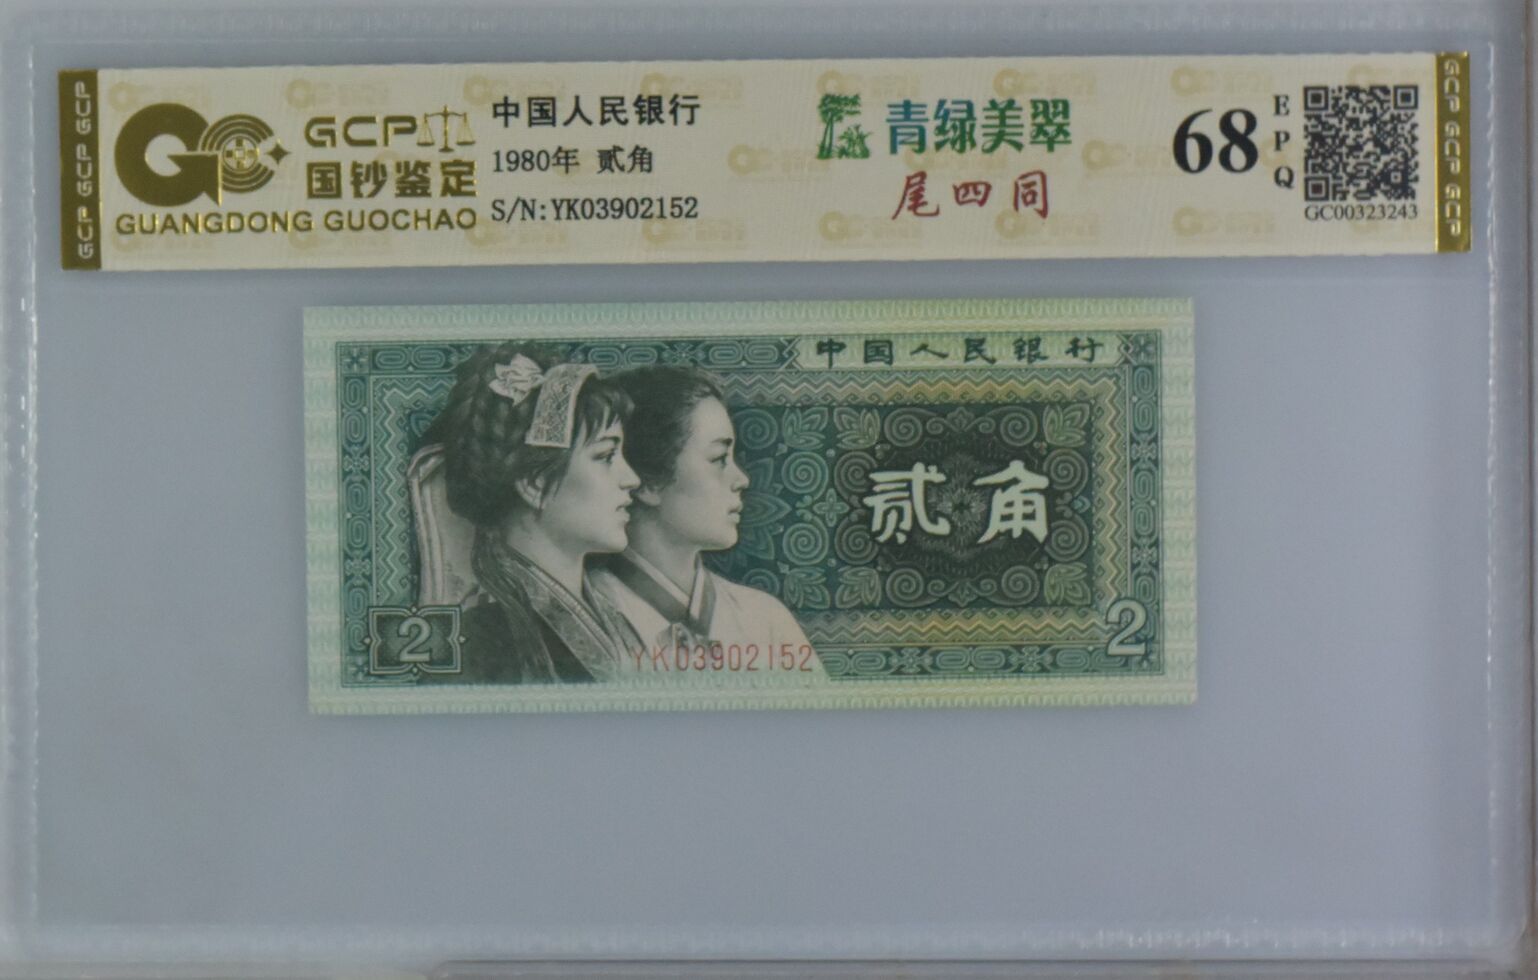 GCP GCP GCP
GCP
国钞鉴定
GUANGDONG GUOCHAO
中国人民银行
1980年 贰角
S/N:YK03902152
青绿美翠
尾四同
68
EPQ
GC00323243
GCP GCP GCP
中国人民银行
贰角
2
YK03902152
2